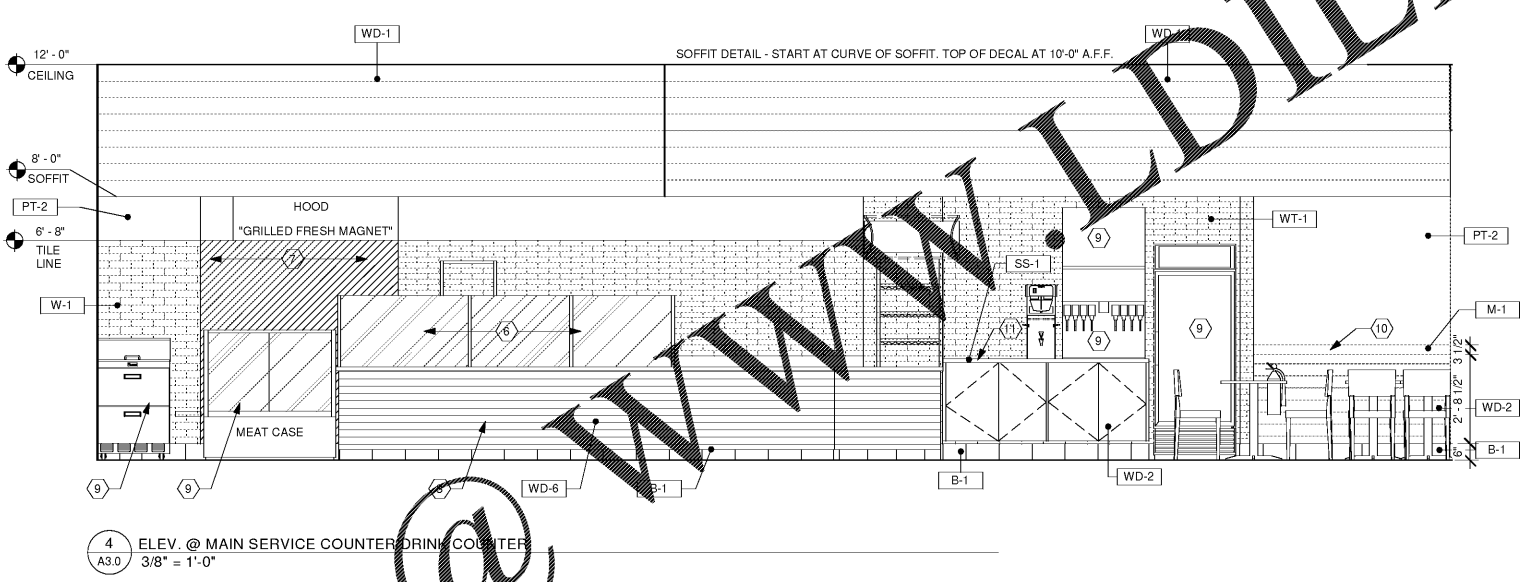 WD-1
WD-1
SOFFIT DETAIL - START AT CURVE OF SOFFIT. TOP OF DECAL AT 10'-0" A.F.F.
12' - 0"
CEILING
8' - 0"
SOFFIT
PT-2
HOOD
"GRILLED FRESH MAGNET"
6' - 8"
TILE
LINE
7
9
WT-1
PT-2
SS-1
W-1
M-1
6
11
9
9
10
3 1/2"
2' - 8 1/2"
6"
MEAT CASE
WD-2
B-1
9
9
8
WD-6
B-1
B-1
WD-2
4
A3.0
ELEV. @ MAIN SERVICE COUNTER/DRINK COUNTER
3/8" = 1'-0"